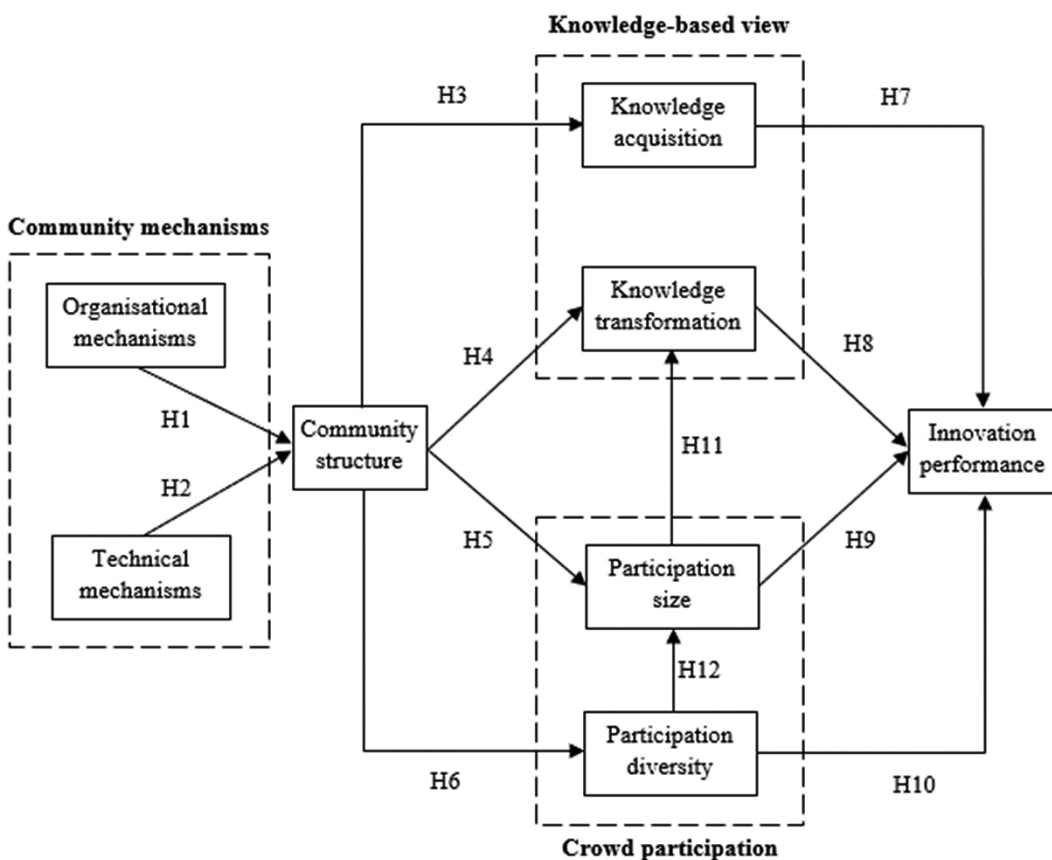 Knowledge-based view
H3
Knowledge
acquisition
H7
Community mechanisms
Organisational
mechanisms
Knowledge
transformation
H4
H8
H1
Community
structure
H11
Innovation
performance
H2
Technical
mechanisms
H5
Participation
size
H9
H12
Participation
diversity
H6
H10
Crowd participation